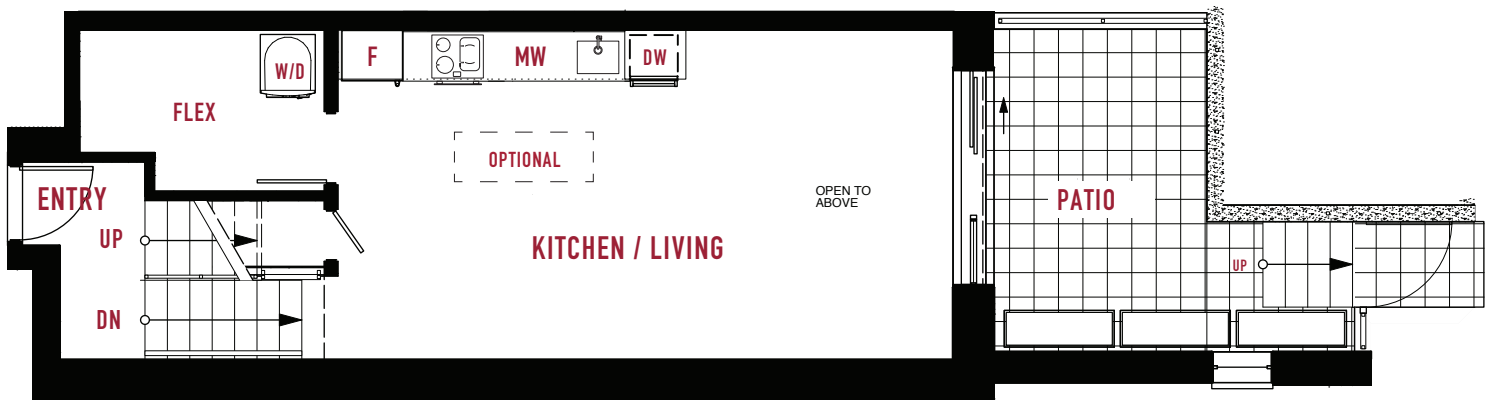 F
MW
DW
W/D
FLEX
OPTIONAL
ENTRY
OPEN TO
ABOVE
PATIO
UP
KITCHEN / LIVING
UP
DN